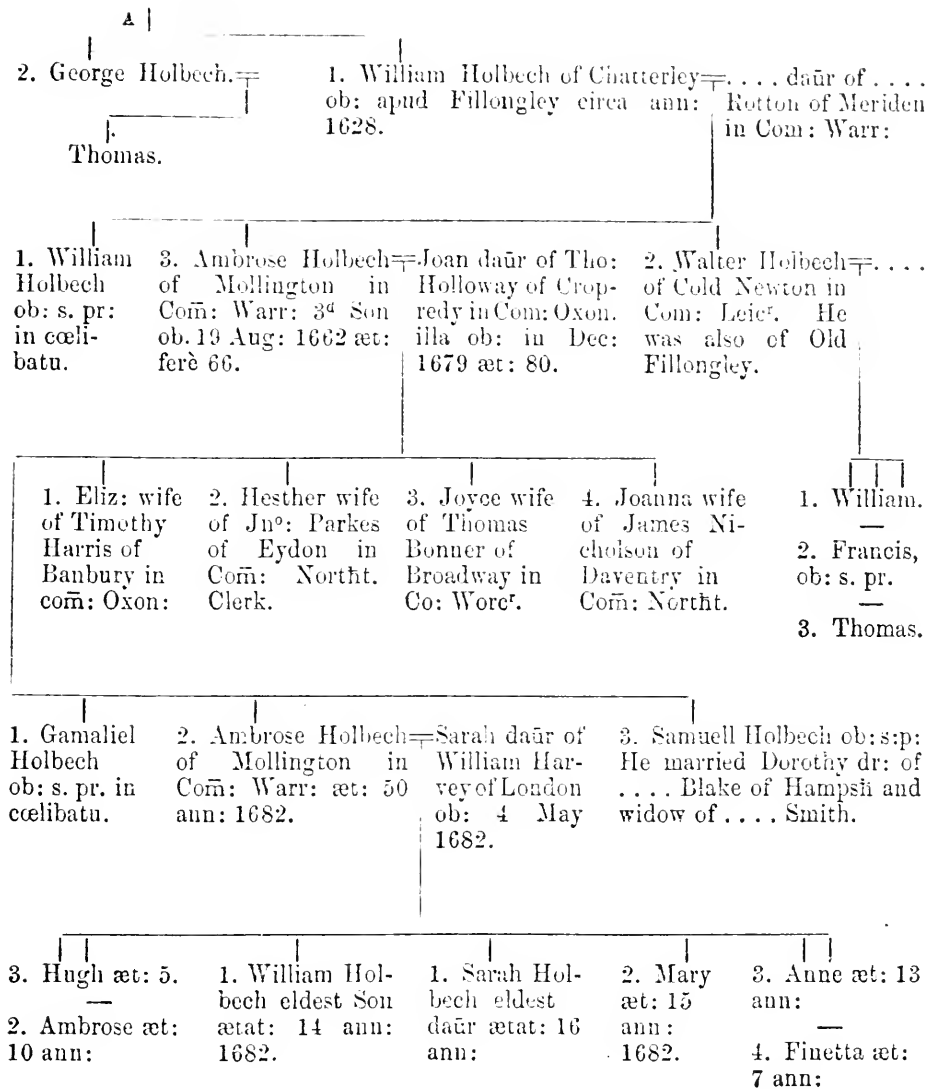 A
2. George Holbech.
Thomas.
1. William Holbech of Chatterley
ob: apud Fillongley circa ann:
1628.
. . . . daūr of . . . .
Rotton of Meriden
in Com: Warr:
1. William
Holbech
ob: s. pr:
in cœli-
batu.
3. Ambrose Holbech
of Mollington in
Com̄: Warr: 3d Son
ob. 19 Aug: 1662 æt:
ferè 66.
Joan daūr of Tho:
Holloway of Crop-
redy in Com: Oxon.
illa ob: in Dec:
1679 æt: 80.
2. Walter Holbech . . . .
of Cold Newton in
Com: Leicr. He
was also of Old
Fillongley.
1. Eliz: wife
of Timothy
Harris of
Banbury in
com̄: Oxon:
2. Hesther wife
of Jno: Parkes
of Eydon in
Com̄: Northt.
Clerk.
3. Joyce wife
of Thomas
Bonner of
Broadway in
Co: Worcr.
4. Joanna wife
of James Ni-
cholson of
Daventry in
Com̄: Northt.
1. William.
—
2. Francis,
ob: s. pr.
—
3. Thomas.
1. Gamaliel
Holbech
ob: s. pr. in
cœlibatu.
2. Ambrose Holbech
of Mollington in
Com̄: Warr: æt: 50
ann: 1682.
Sarah daūr of
William Har-
vey of London
ob: 4 May
1682.
3. Samuell Holbech ob: s:p:
He married Dorothy dr: of
. . . . Blake of Hampsh and
widow of . . . . Smith.
3. Hugh æt: 5.
—
2. Ambrose æt:
10 ann:
1. William Hol-
bech eldest Son
ætat: 14 ann:
1682.
1. Sarah Hol-
bech eldest
daūr ætat: 16
ann:
2. Mary
æt: 15
ann:
1682.
3. Anne æt: 13
ann:
—
4. Finetta æt:
7 ann: